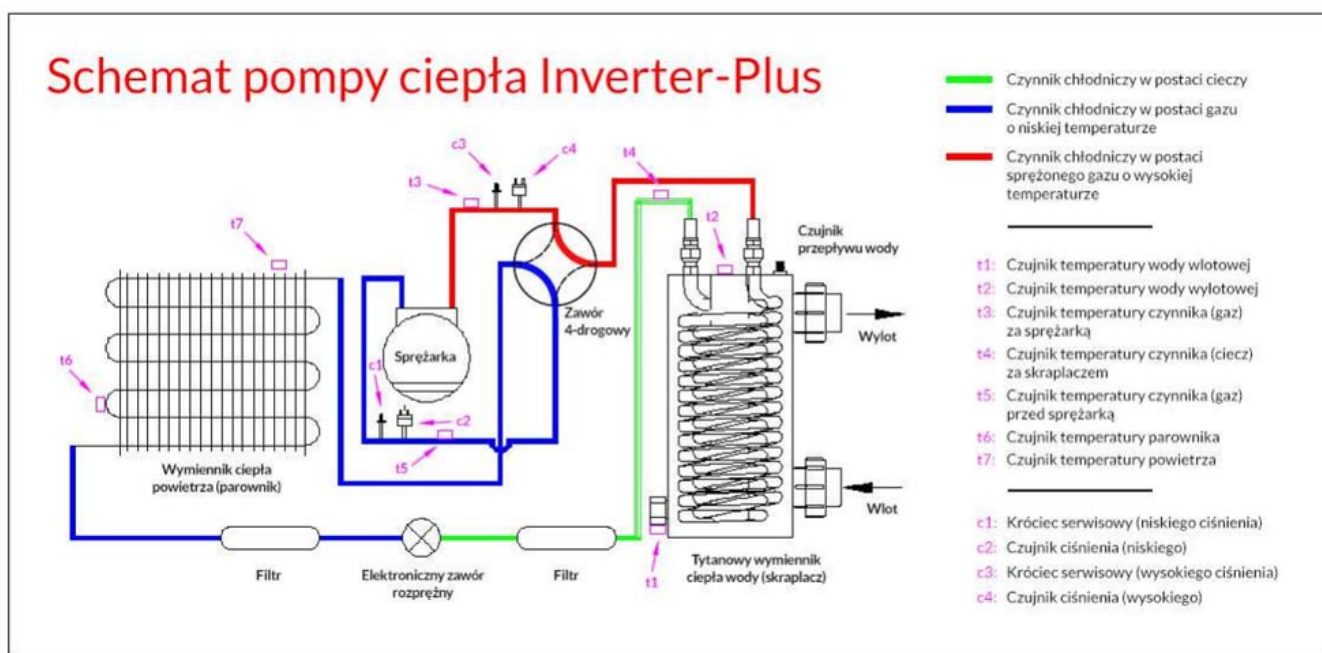 Schemat pompy ciepła Inverter-Plus
Czynnik chłodniczy w postaci cieczy
Czynnik chłodniczy w postaci gazu
o niskiej temperaturze
Czynnik chłodniczy w postaci
sprężonego gazu o wysokiej
temperaturze
c3
c4
t4
t3
t7
t2
Czujnik
przepływu wody
Zawór
4-drogowy
Sprężarka
Wylot
t6
c1
c2
t5
Wymiennik ciepła
powietrza (parownik)
Wlot
Filtr
Elektroniczny zawór
rozprężny
Filtr
t1
Tytanowy wymiennik
ciepła wody (skraplacz)
t1: Czujnik temperatury wody wlotowej
t2: Czujnik temperatury wody wylotowej
t3: Czujnik temperatury czynnika (gaz)
za sprężarką
t4: Czujnik temperatury czynnika (ciecz)
za skraplaczem
t5: Czujnik temperatury czynnika (gaz)
przed sprężarką
t6: Czujnik temperatury parownika
t7: Czujnik temperatury powietrza
c1: Króciec serwisowy (niskiego ciśnienia)
c2: Czujnik ciśnienia (niskiego)
c3: Króciec serwisowy (wysokiego ciśnienia)
c4: Czujnik ciśnienia (wysokiego)